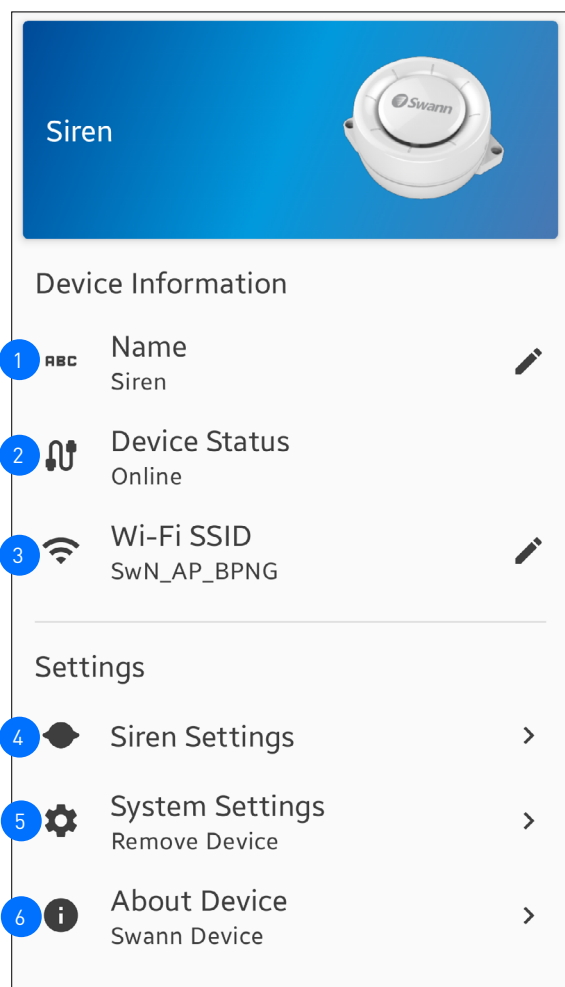 Siren
Swann
Device Information
1 ABC Name
Siren
2 Device Status
Online
3 Wi-Fi SSID
SwN_AP_BPNG
Settings
4 Siren Settings
5 System Settings
Remove Device
6 About Device
Swann Device